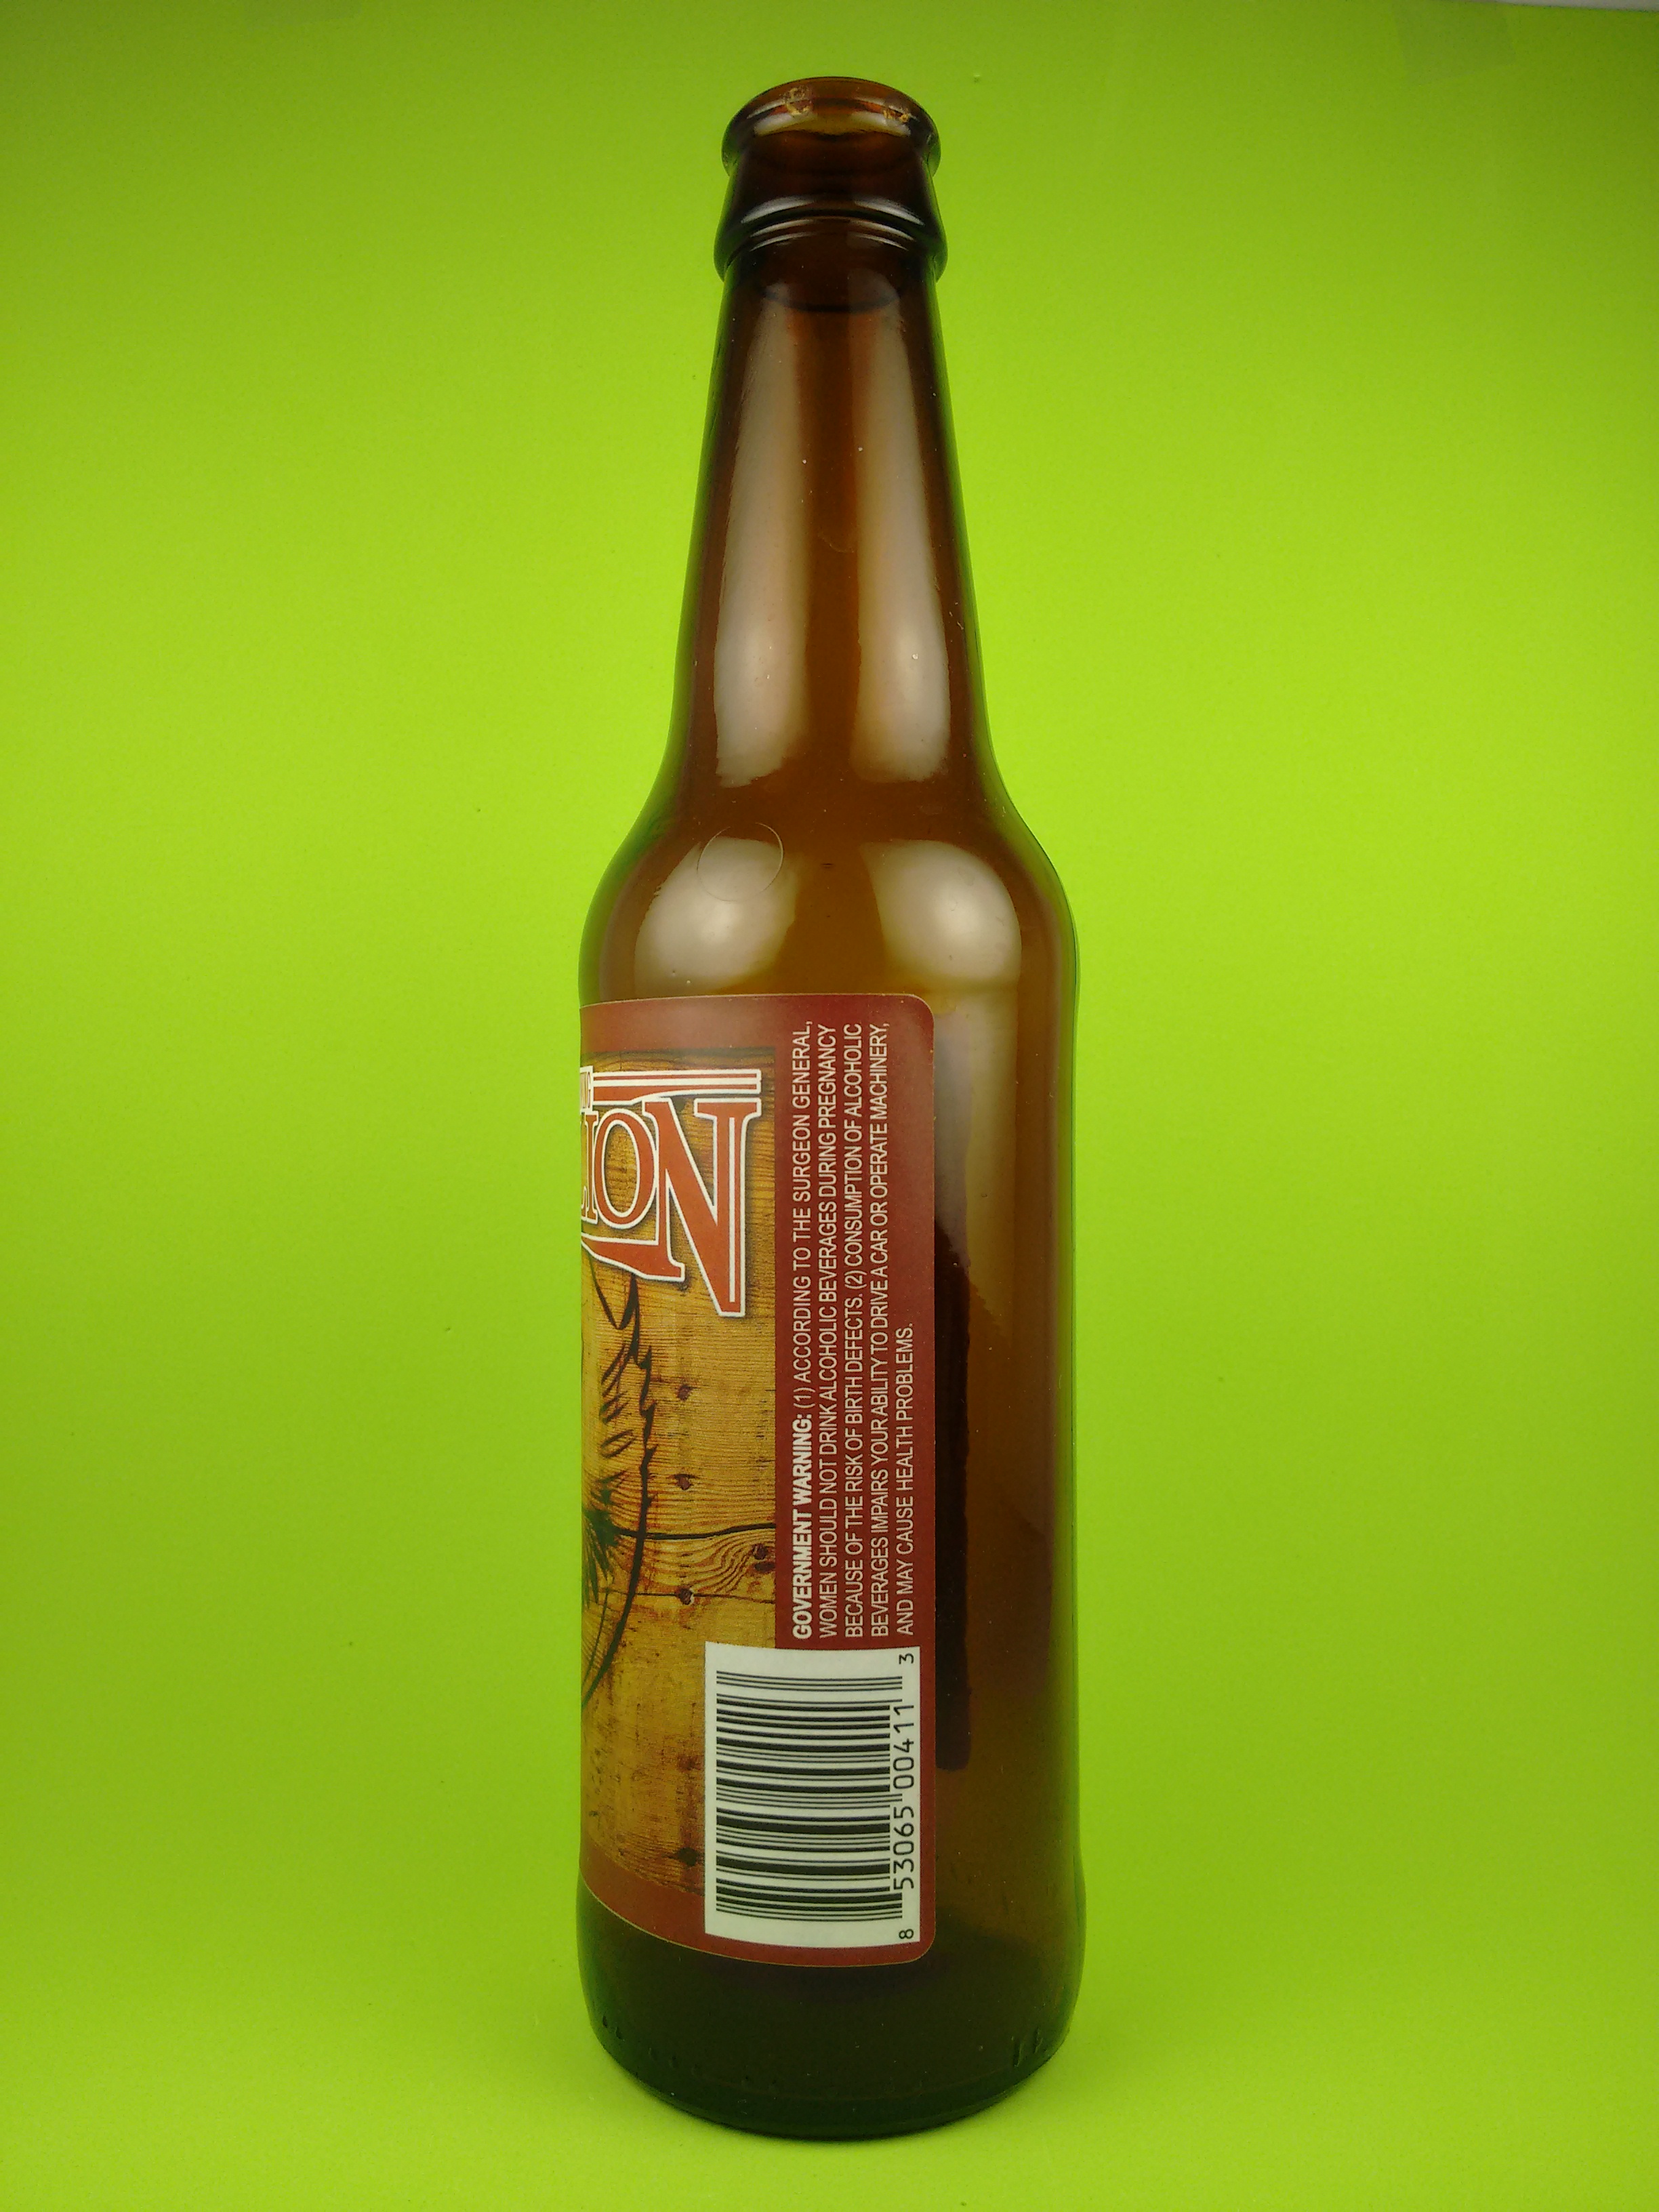 LION
GOVERNMENT WARNING: (1) ACCORDING TO THE SURGEON GENERAL,
WOMEN SHOULD NOT DRINK ALCOHOLIC BEVERAGES DURING PREGNANCY
BECAUSE OF THE RISK OF BIRTH DEFECTS. (2) CONSUMPTION OF ALCOHOLIC
BEVERAGES IMPAIRS YOUR ABILITY TO DRIVE A CAR OR OPERATE MACHINERY,
AND MAY CAUSE HEALTH PROBLEMS.
8 53065 00411 3